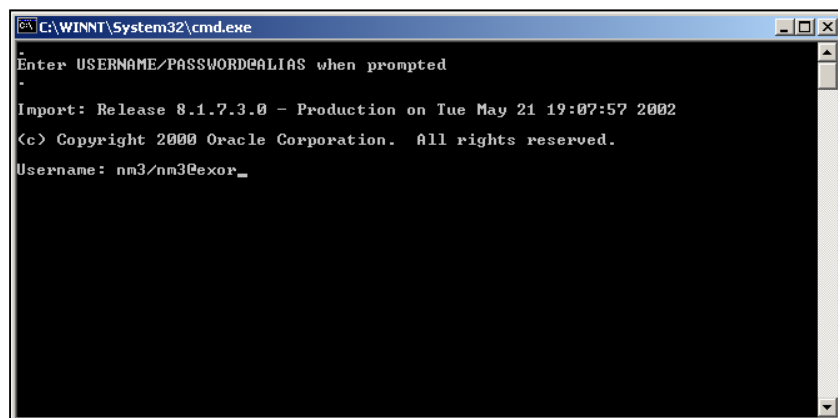 C:\WINNT\System32\cmd.exe
.
Enter USERNAME/PASSWORD@ALIAS when prompted
.
Import: Release 8.1.7.3.0 - Production on Tue May 21 19:07:57 2002
(c) Copyright 2000 Oracle Corporation.  All rights reserved.
Username: nm3/nm3@exor_